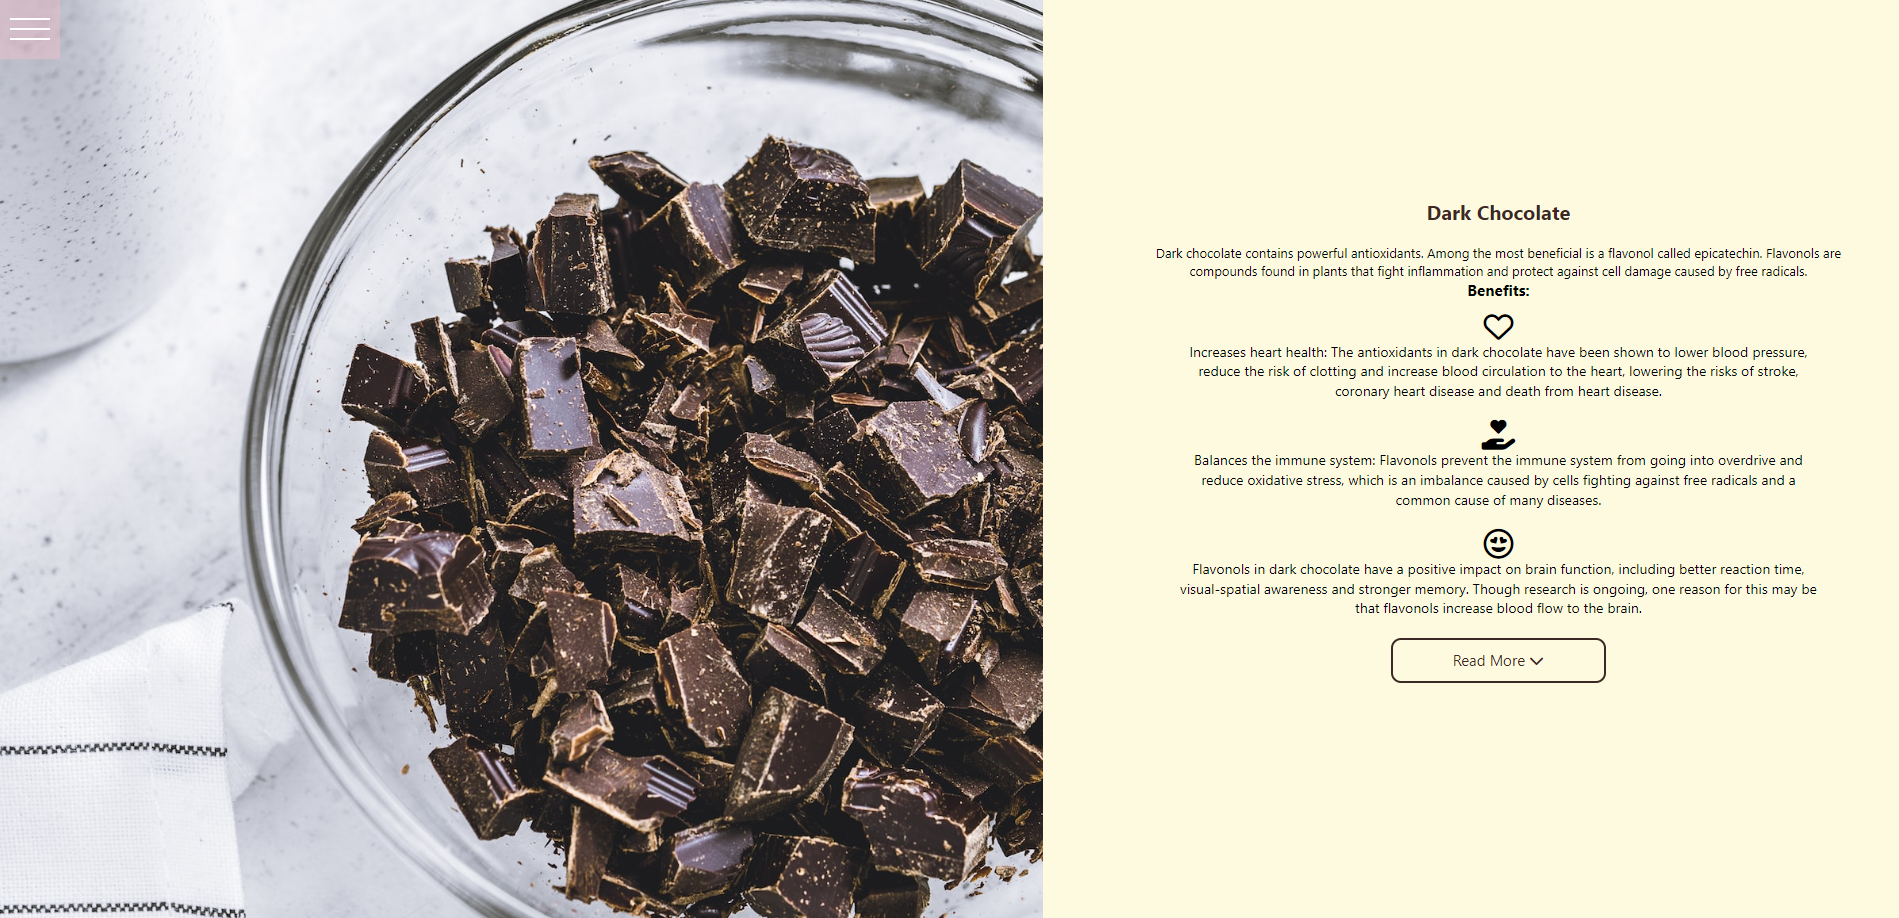 Dark Chocolate
Dark chocolate contains powerful antioxidants. Among the most beneficial is a flavonol called epicatechin. Flavonols are
compounds found in plants that fight inflammation and protect against cell damage caused by free radicals.
Benefits:
Increases heart health: The antioxidants in dark chocolate have been shown to lower blood pressure,
reduce the risk of clotting and increase blood circulation to the heart, lowering the risks of stroke,
coronary heart disease and death from heart disease.
Balances the immune system: Flavonols prevent the immune system from going into overdrive and
reduce oxidative stress, which is an imbalance caused by cells fighting against free radicals and a
common cause of many diseases.
Flavonols in dark chocolate have a positive impact on brain function, including better reaction time,
visual-spatial awareness and stronger memory. Though research is ongoing, one reason for this may be
that flavonols increase blood flow to the brain.
Read More